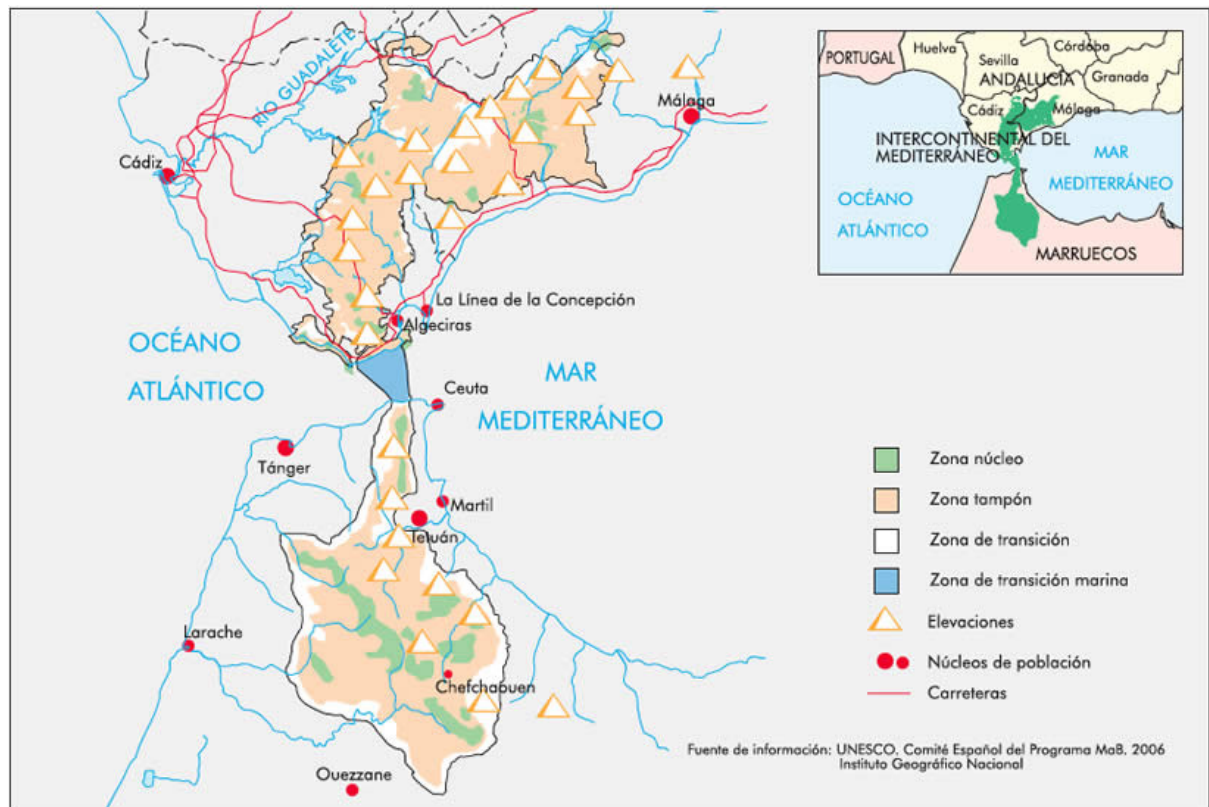 RÍO GUADALETE
Málaga
Cádiz
La Línea de la Concepción
Algeciras
OCÉANO
ATLÁNTICO
MAR
MEDITERRÁNEO
Ceuta
Tánger
Martil
Tetuán
Larache
Chefchaouen
Ouezzane
PORTUGAL
Huelva
Sevilla
Córdoba
ANDALUCÍA
Granada
Cádiz
Málaga
INTERCONTINENTAL DEL
MEDITERRÁNEO
MAR
MEDITERRÁNEO
OCÉANO
ATLÁNTICO
MARRUECOS
Zona núcleo
Zona tampón
Zona de transición
Zona de transición marina
Elevaciones
Núcleos de población
Carreteras
Fuente de información: UNESCO. Comité Español del Programa MaB. 2006
Instituto Geográfico Nacional